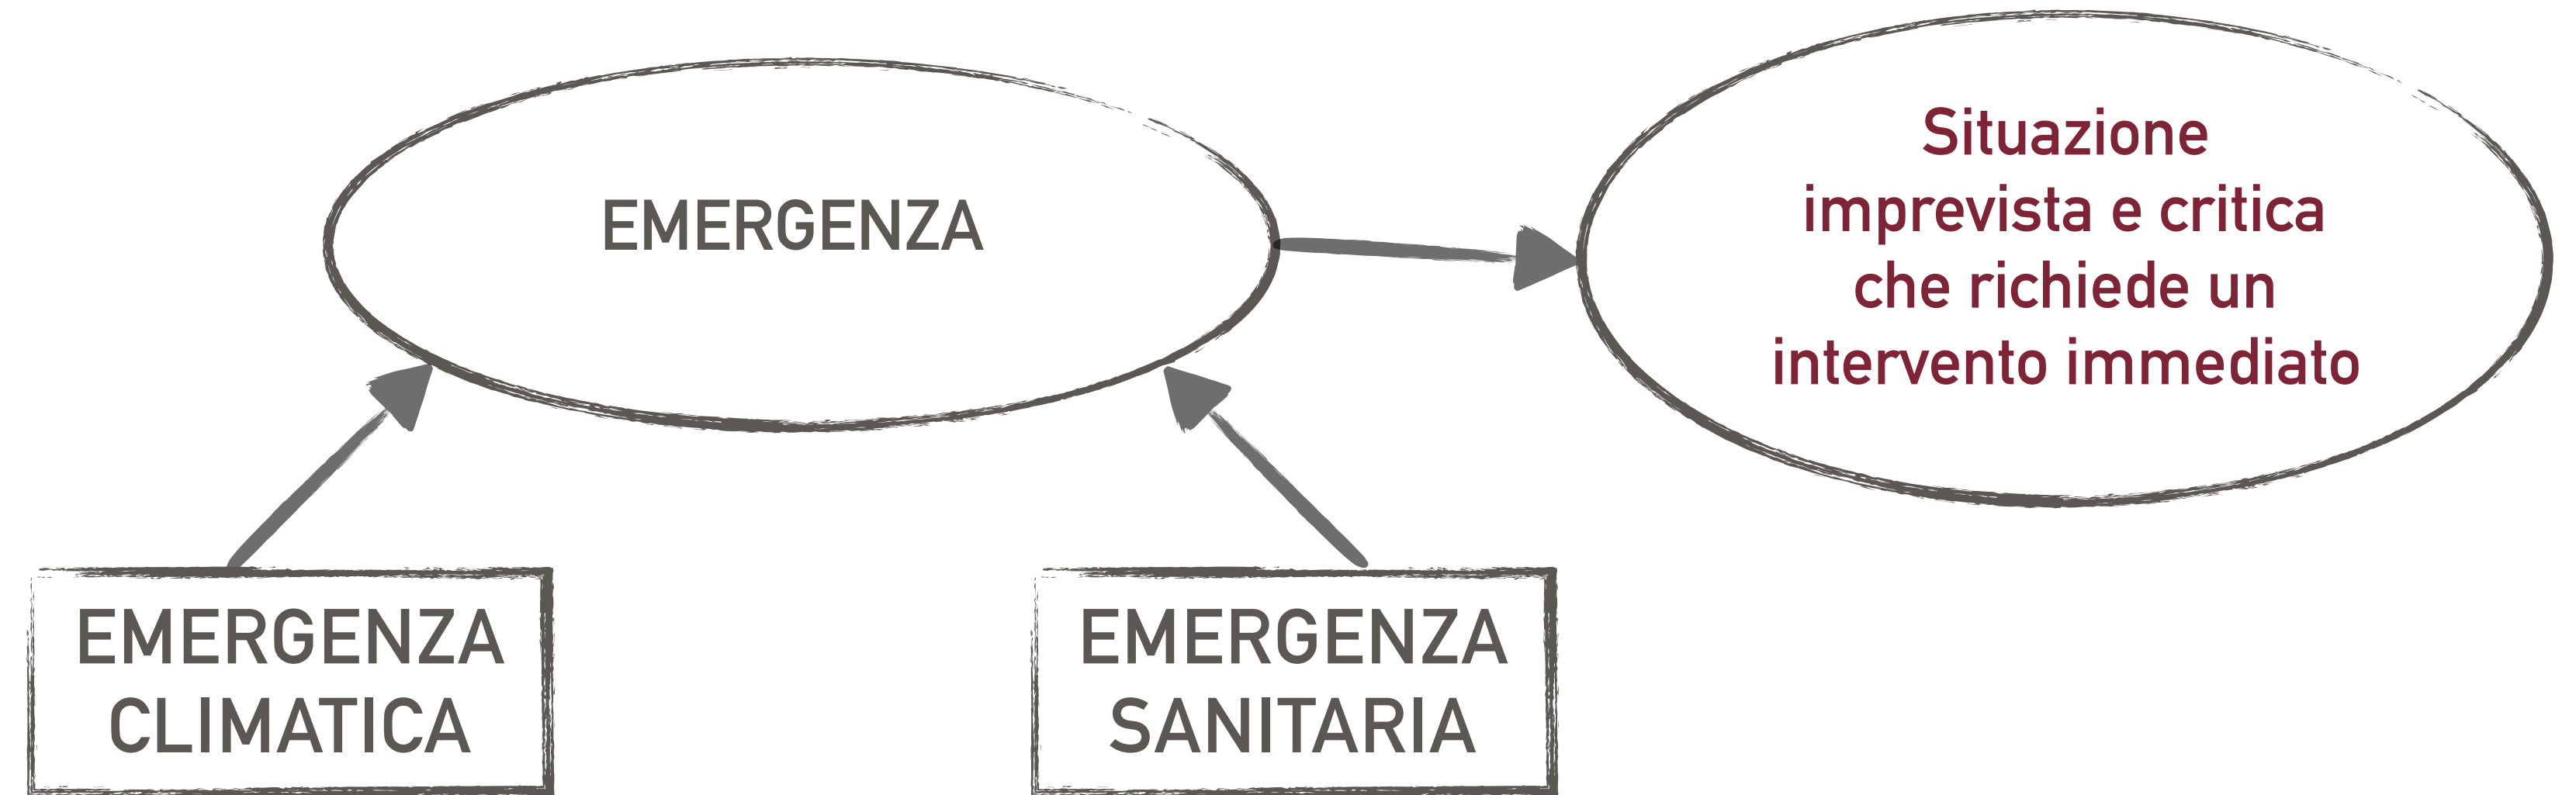 EMERGENZA
Situazione
imprevista e critica
che richiede un
intervento immediato
EMERGENZA
CLIMATICA
EMERGENZA
SANITARIA